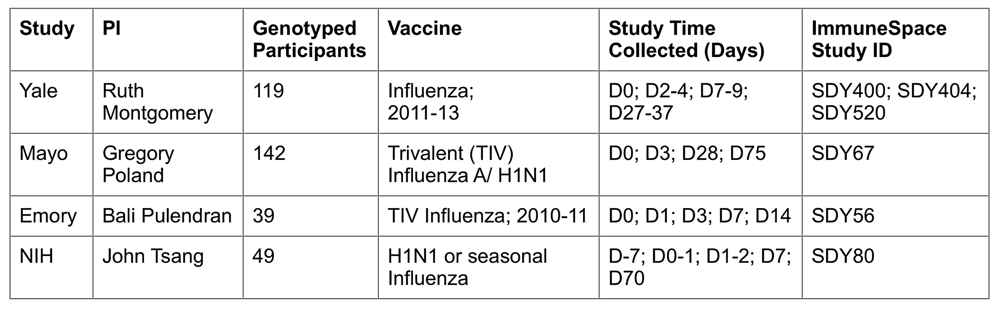 Study PI Genotyped Participants Vaccine Study Time Collected (Days) ImmuneSpace Study ID
Yale Ruth Montgomery 119 Influenza; 2011-13 D0; D2-4; D7-9; D27-37 SDY400; SDY404; SDY520
Mayo Gregory Poland 142 Trivalent (TIV) Influenza A/ H1N1 D0; D3; D28; D75 SDY67
Emory Bali Pulendran 39 TIV Influenza; 2010-11 D0; D1; D3; D7; D14 SDY56
NIH John Tsang 49 H1N1 or seasonal Influenza D-7; D0-1; D1-2; D7; D70 SDY80